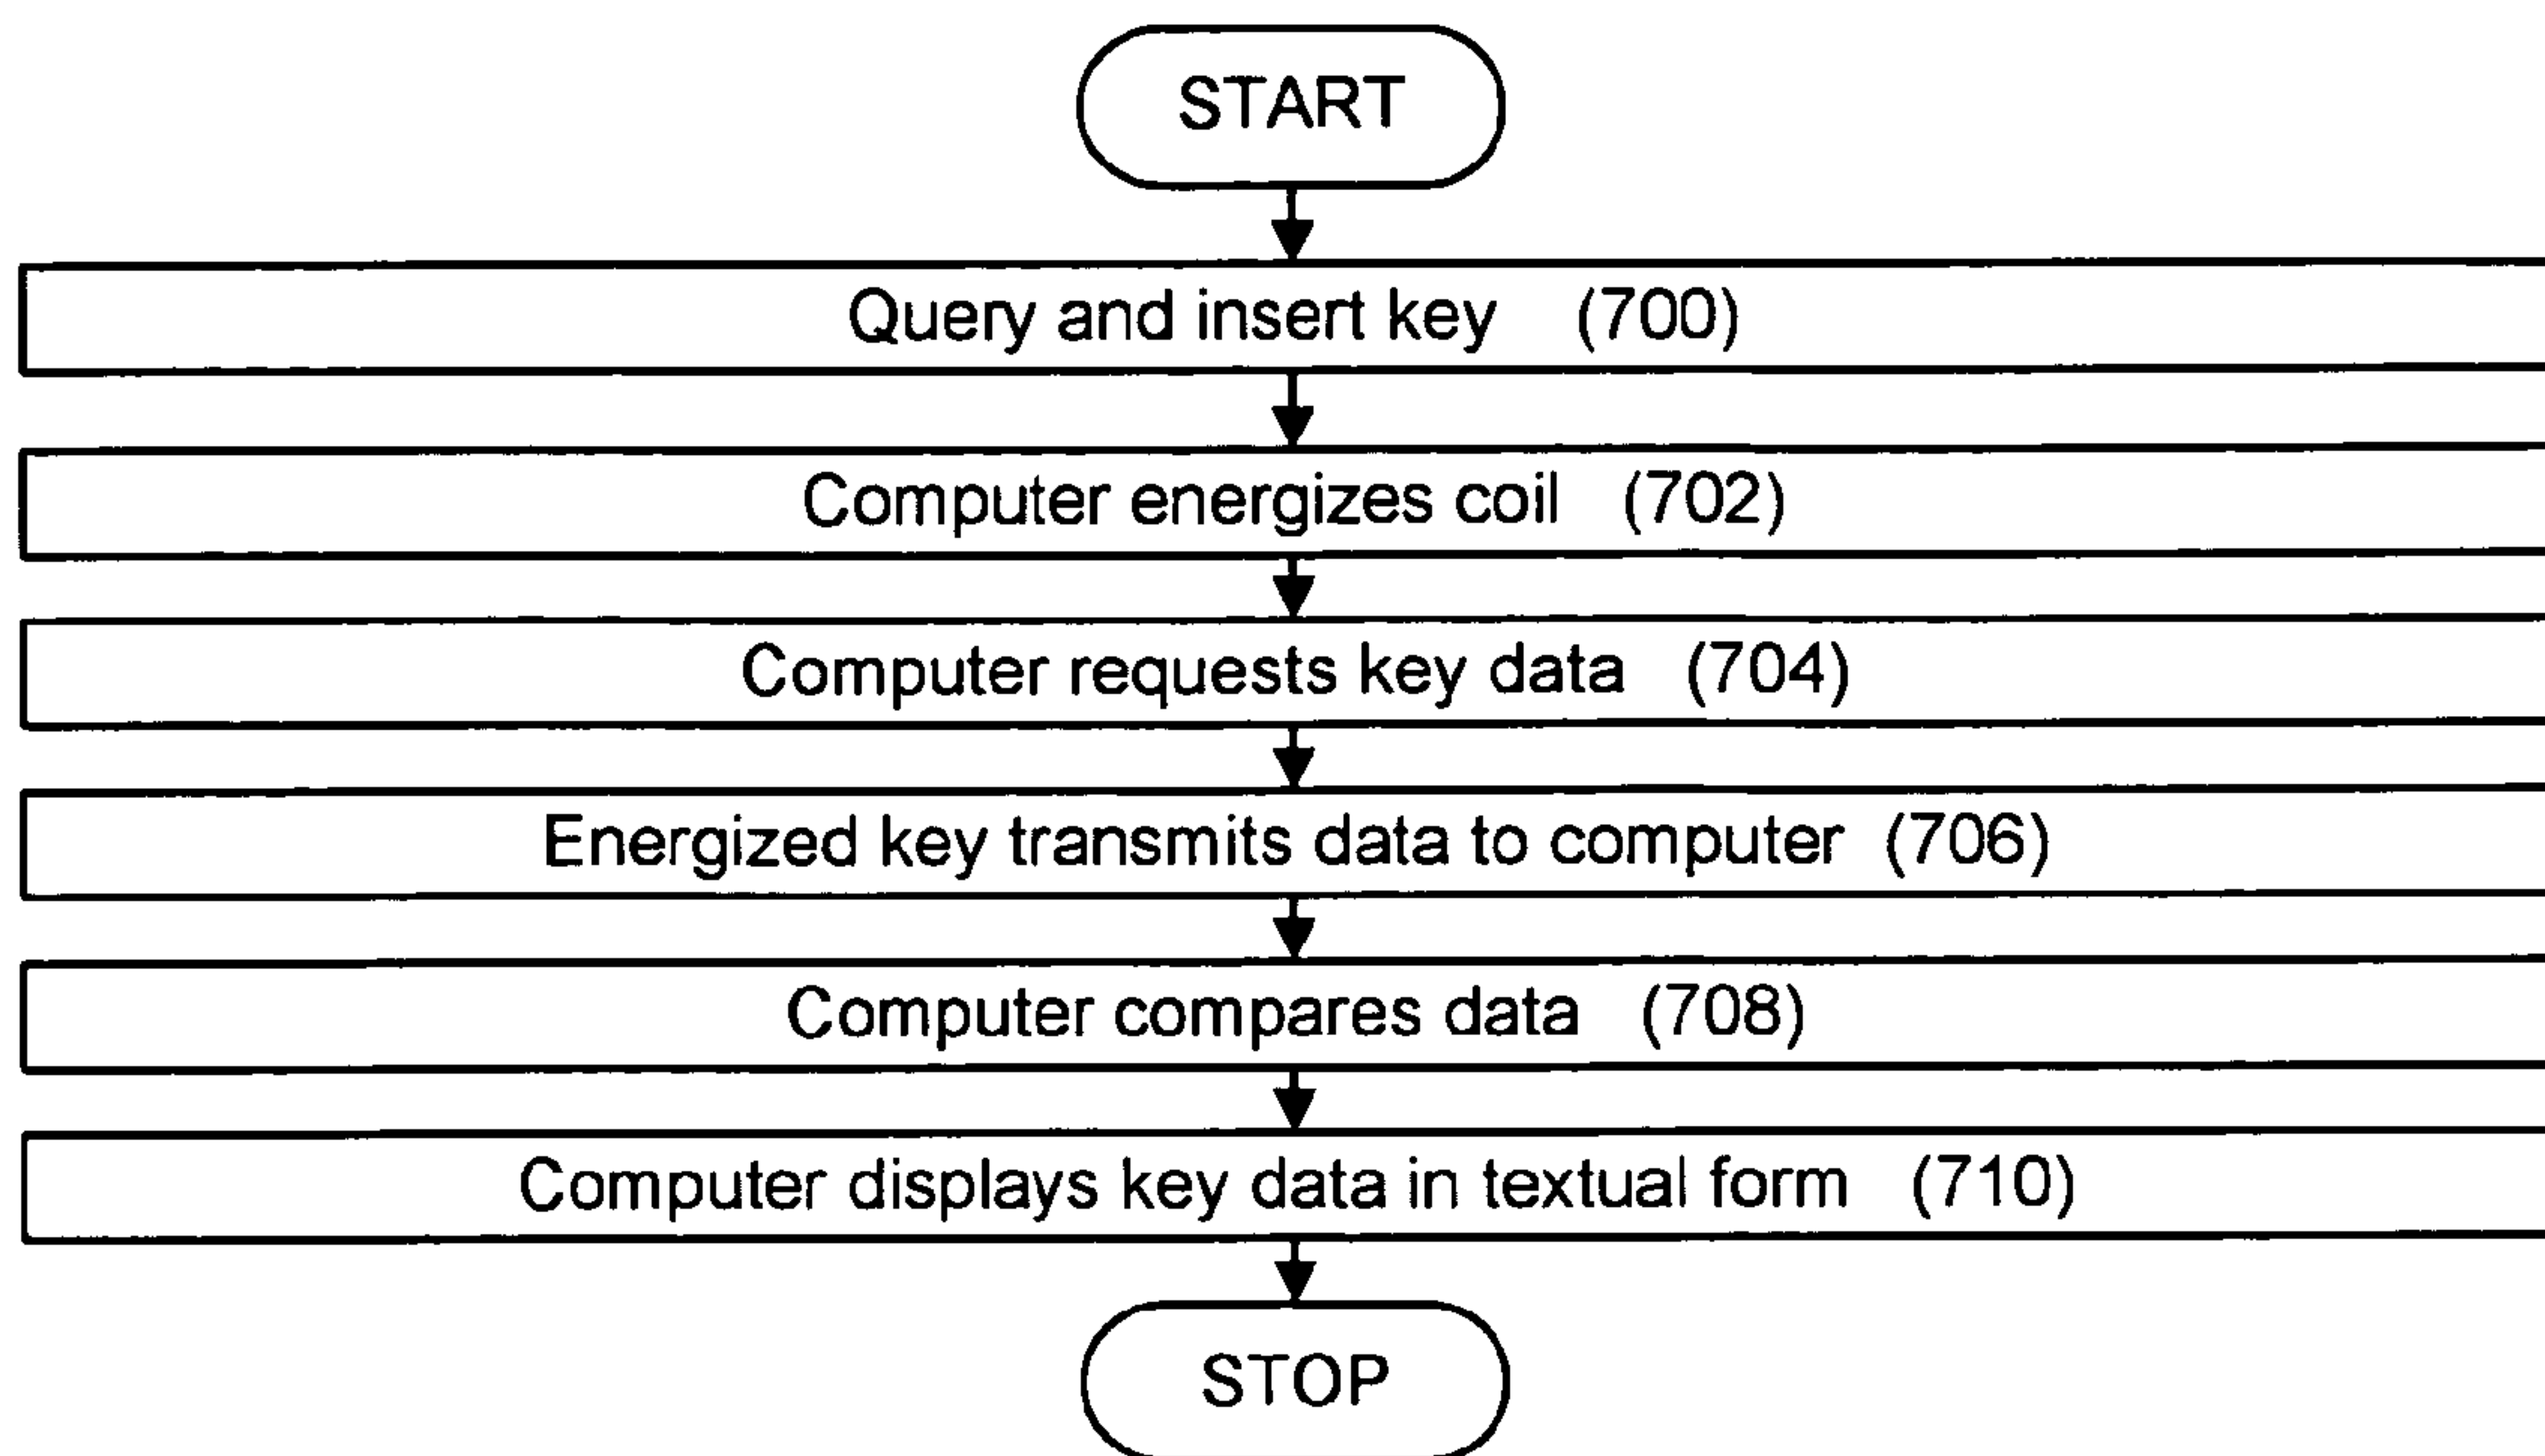 START
Query and insert key (700)
Computer energizes coil (702)
Computer requests key data (704)
Energized key transmits data to computer (706)
Computer compares data (708)
Computer displays key data in textual form (710)
STOP